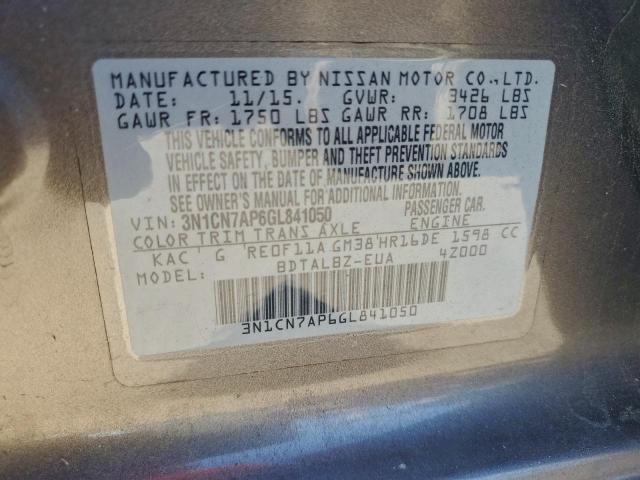 MANUFACTURED BY NISSAN MOTOR CO.,LTD.
DATE: 11/15. GVWR: 3426 LBS
GAWR FR: 1750 LBS GAWR RR: 1708 LBS
THIS VEHICLE CONFORMS TO ALL APPLICABLE FEDERAL MOTOR
VEHICLE SAFETY, BUMPER AND THEFT PREVENTION STANDARDS
IN EFFECT ON THE DATE OF MANUFACTURE SHOWN ABOVE.
SEE OWNER'S MANUAL FOR ADDITIONAL INFORMATION.
VIN: 3N1CN7AP6GL841050 PASSENGER CAR.
COLOR TRIM TRANS AXLE ENGINE
KAC G RE0F11A GM38 HR16DE 1598 CC
MODEL: BDTALBZ-EUA 4Z000
3N1CN7AP6GL841050